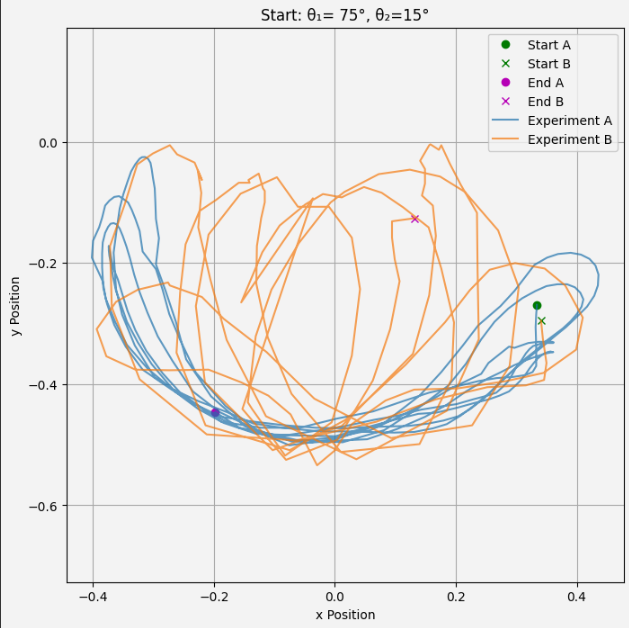 Start: θ₁= 75°, θ₂=15°
Start A
Start B
End A
End B
Experiment A
Experiment B
0.0
−0.2
−0.4
−0.6
y Position
−0.4
−0.2
0.0
0.2
0.4
x Position